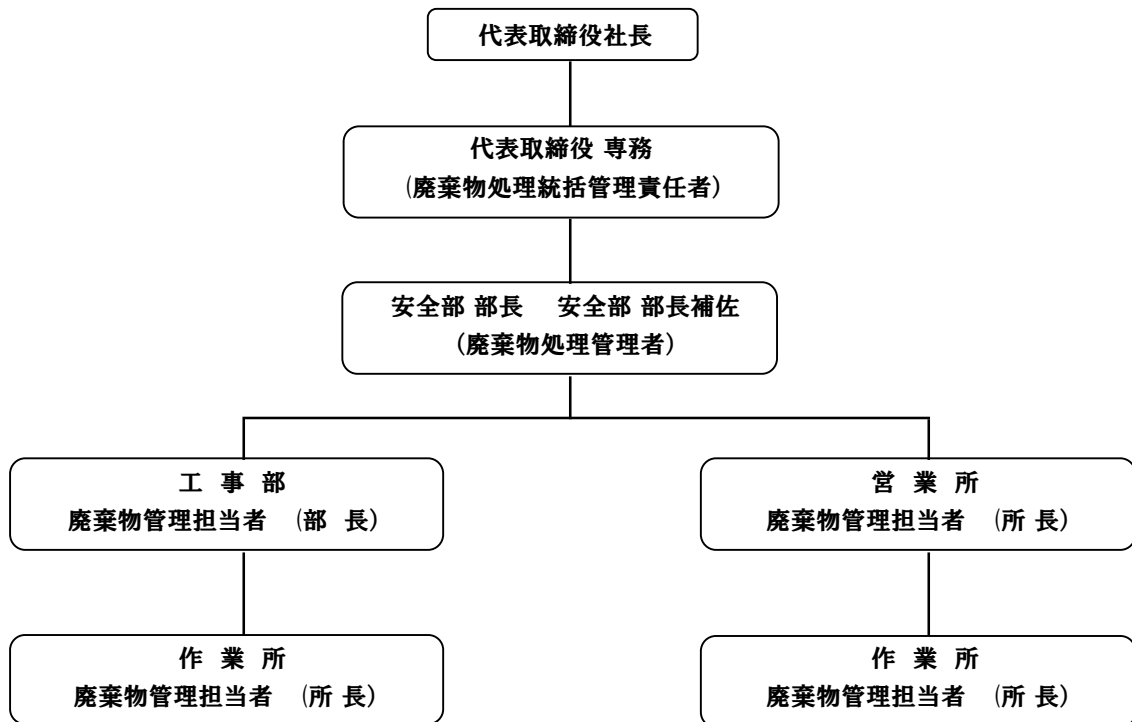 代表取締役社長
代表取締役 専務
(廃棄物処理統括管理責任者)
安全部 部長　安全部 部長補佐
(廃棄物処理管理者)
工 事 部
廃棄物管理担当者　(部 長)
営 業 所
廃棄物管理担当者　(所 長)
作 業 所
廃棄物管理担当者　(所 長)
作 業 所
廃棄物管理担当者　(所 長)